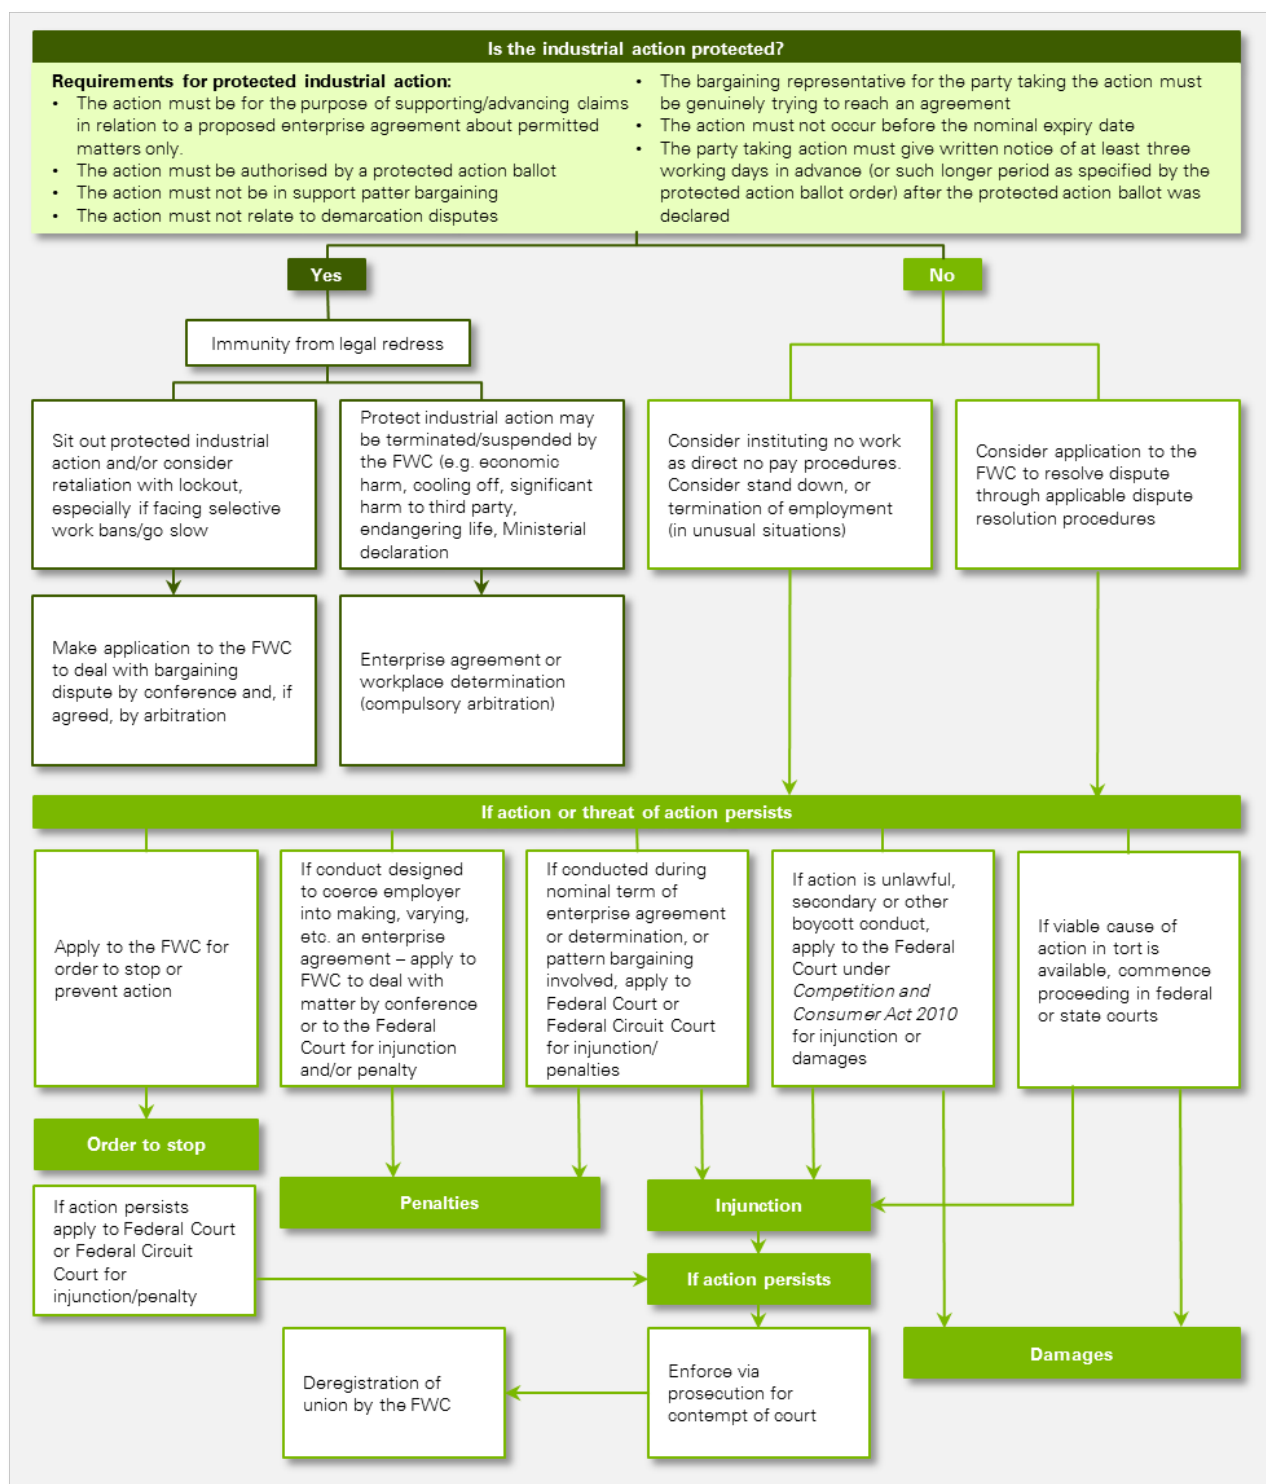 Is the industrial action protected?
Requirements for protected industrial action:
• The action must be for the purpose of supporting/advancing claims
in relation to a proposed enterprise agreement about permitted
matters only.
• The action must be authorised by a protected action ballot
• The action must not be in support patter bargaining
• The action must not relate to demarcation disputes
• The bargaining representative for the party taking the action must
be genuinely trying to reach an agreement
• The action must not occur before the nominal expiry date
• The party taking action must give written notice of at least three
working days in advance (or such longer period as specified by the
protected action ballot order) after the protected action ballot was
declared
Yes
No
Immunity from legal redress
Sit out protected industrial
action and/or consider
retaliation with lockout,
especially if facing selective
work bans/go slow
Protect industrial action may
be terminated/suspended by
the FWC (e.g. economic
harm, cooling off, significant
harm to third party,
endangering life, Ministerial
declaration
Consider instituting no work
as direct no pay procedures.
Consider stand down, or
termination of employment
(in unusual situations)
Consider application to the
FWC to resolve dispute
through applicable dispute
resolution procedures
Make application to the FWC
to deal with bargaining
dispute by conference and, if
agreed, by arbitration
Enterprise agreement or
workplace determination
(compulsory arbitration)
If action or threat of action persists
Apply to the FWC for
order to stop or
prevent action
If conduct designed
to coerce employer
into making, varying,
etc. an enterprise
agreement – apply to
FWC to deal with
matter by conference
or to the Federal
Court for injunction
and/or penalty
If conducted during
nominal term of
enterprise agreement
or determination, or
pattern bargaining
involved, apply to
Federal Court or
Federal Circuit Court
for injunction/
penalties
If action is unlawful,
secondary or other
boycott conduct,
apply to the Federal
Court under
Competition and
Consumer Act 2010
for injunction or
damages
If viable cause of
action in tort is
available, commence
proceeding in federal
or state courts
Order to stop
Penalties
Injunction
If action persists
apply to Federal Court
or Federal Circuit
Court for
injunction/penalty
If action persists
Damages
Deregistration of
union by the FWC
Enforce via
prosecution for
contempt of court